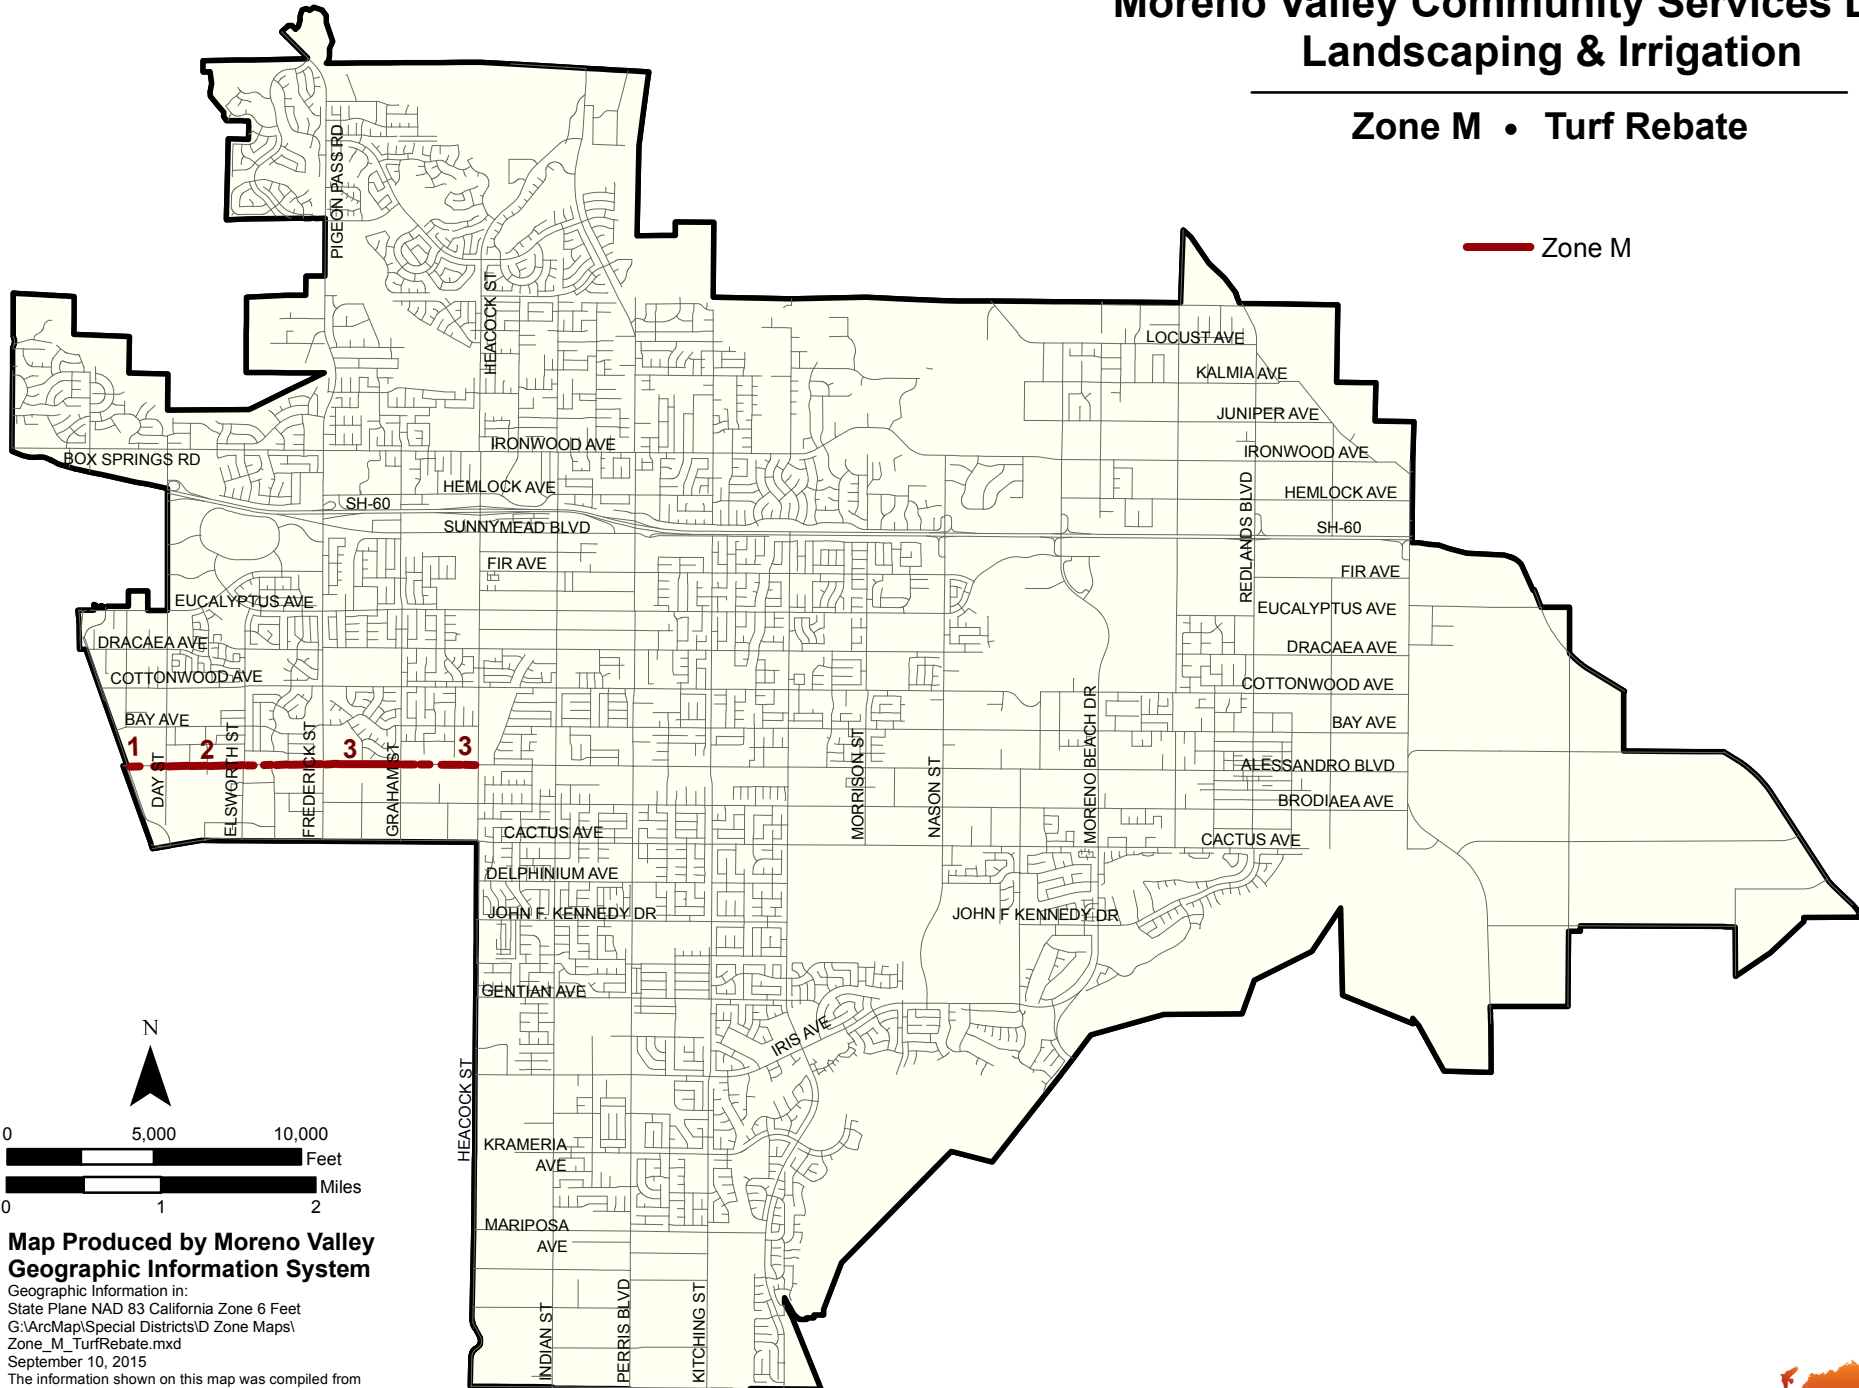 Moreno Valley Community Services
Landscaping & Irrigation
Zone M • Turf Rebate
Zone M
PIGEON PASS RD
HEACOCK ST
LOCUST AVE
KALMIA AVE
JUNIPER AVE
IRONWOOD AVE
IRONWOOD AVE
BOX SPRINGS RD
HEMLOCK AVE
HEMLOCK AVE
SH-60
SUNNYMEAD BLVD
SH-60
REDLANDS BLVD
FIR AVE
FIR AVE
EUCALYPTUS AVE
EUCALYPTUS AVE
DRACAEA AVE
DRACAEA AVE
COTTONWOOD AVE
COTTONWOOD AVE
BAY AVE
BAY AVE
1
2
3
3
DAY ST
ELSWORTH ST
FREDERICK ST
GRAHAM ST
MORRISON ST
NASON ST
MORENO BEACH DR
ALESSANDRO BLVD
BRODIAEA AVE
CACTUS AVE
CACTUS AVE
DELPHINIUM AVE
JOHN F. KENNEDY DR
JOHN F KENNEDY DR
GENTIAN AVE
IRIS AVE
HEACOCK ST
KRAMERIA
AVE
MARIPOSA
AVE
INDIAN ST
PERRIS BLVD
KITCHING ST
N
0 5,000 10,000
Feet
Miles
0 1 2
Map Produced by Moreno Valley
Geographic Information System
Geographic Information in:
State Plane NAD 83 California Zone 6 Feet
G:\ArcMap\Special Districts\D Zone Maps\
Zone_M_TurfRebate.mxd
September 10, 2015
The information shown on this map was compiled from